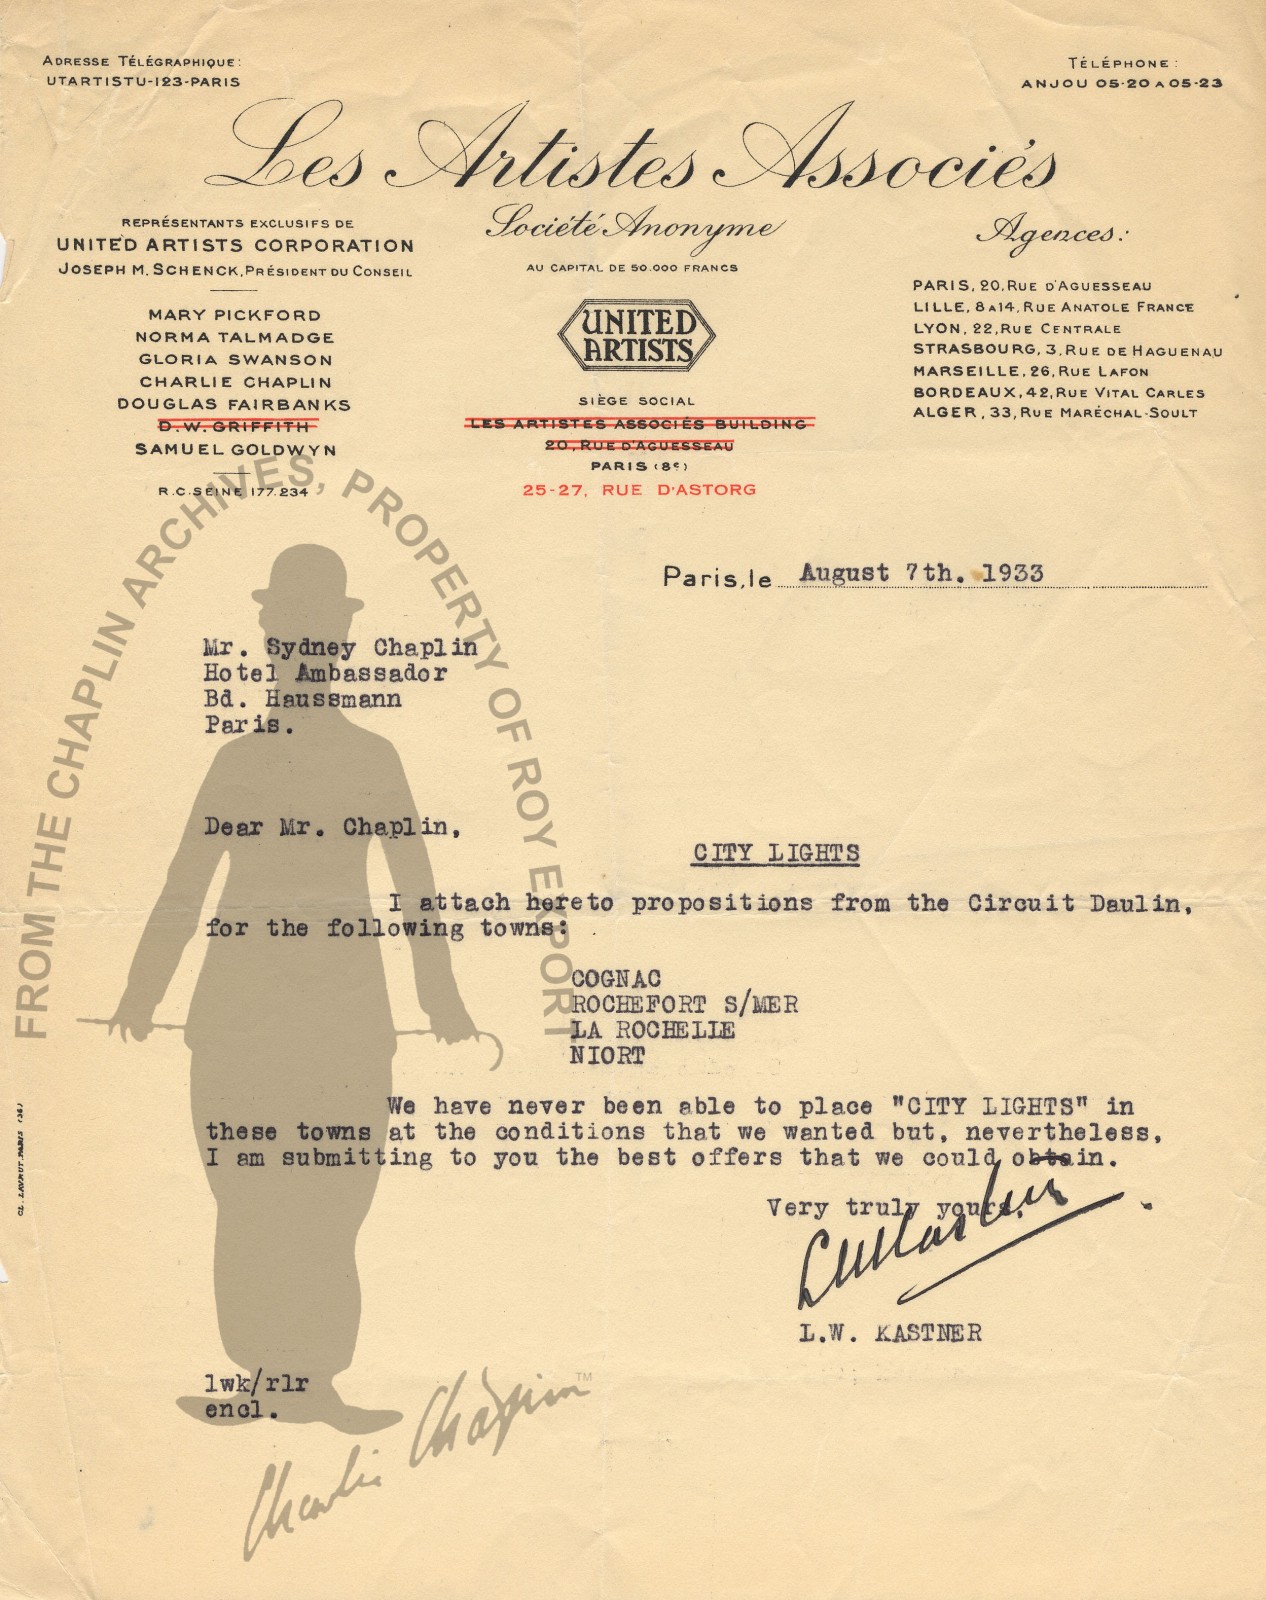 ADRESSE TÉLÉGRAPHIQUE:
UTARTISTU-123-PARIS
TÉLÉPHONE:
ANJOU 05-20 A 05-23
Les Artistes Associés
Société Anonyme
AU CAPITAL DE 50.000 FRANCS
REPRÉSENTANTS EXCLUSIFS DE
UNITED ARTISTS CORPORATION
JOSEPH M. SCHENCK, PRÉSIDENT DU CONSEIL
MARY PICKFORD
NORMA TALMADGE
GLORIA SWANSON
CHARLIE CHAPLIN
DOUGLAS FAIRBANKS
D.W. GRIFFITH
SAMUEL GOLDWYN
R.C. SEINE 177.234
UNITED
ARTISTS
SIÈGE SOCIAL
LES ARTISTES ASSOCIÉS BUILDING
20, RUE D'AGUESSEAU
PARIS (8e)
25-27, RUE D'ASTORG
Agences:
PARIS, 20, RUE D'AGUESSEAU
LILLE, 8 A 14, RUE ANATOLE FRANCE
LYON, 22, RUE CENTRALE
STRASBOURG, 3, RUE DE HAGUENAU
MARSEILLE, 26, RUE LAFON
BORDEAUX, 42, RUE VITAL CARLES
ALGER, 33, RUE MARÉCHAL-SOULT
Paris, le August 7th. 1933
Mr. Sydney Chaplin
Hotel Ambassador
Bd. Haussmann
Paris.
Dear Mr. Chaplin,
CITY LIGHTS
I attach hereto propositions from the Circuit Daulin,
for the following towns:
COGNAC
ROCHEFORT S/MER
LA ROCHELLE
NIORT
We have never been able to place "CITY LIGHTS" in
these towns at the conditions that we wanted but, nevertheless,
I am submitting to you the best offers that we could obtain.
Very truly yours,
LWKastner
L.W. KASTNER
lwk/rlr
encl.
FROM THE CHAPLIN ARCHIVES, PROPERTY OF ROY EXPORT
Charlie Chaplin™